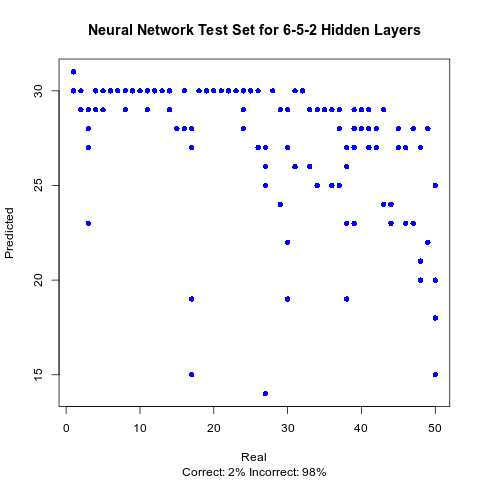 Neural Network Test Set for 6-5-2 Hidden Layers
Predicted
30
25
20
15
0 10 20 30 40 50
Real
Correct: 2% Incorrect: 98%